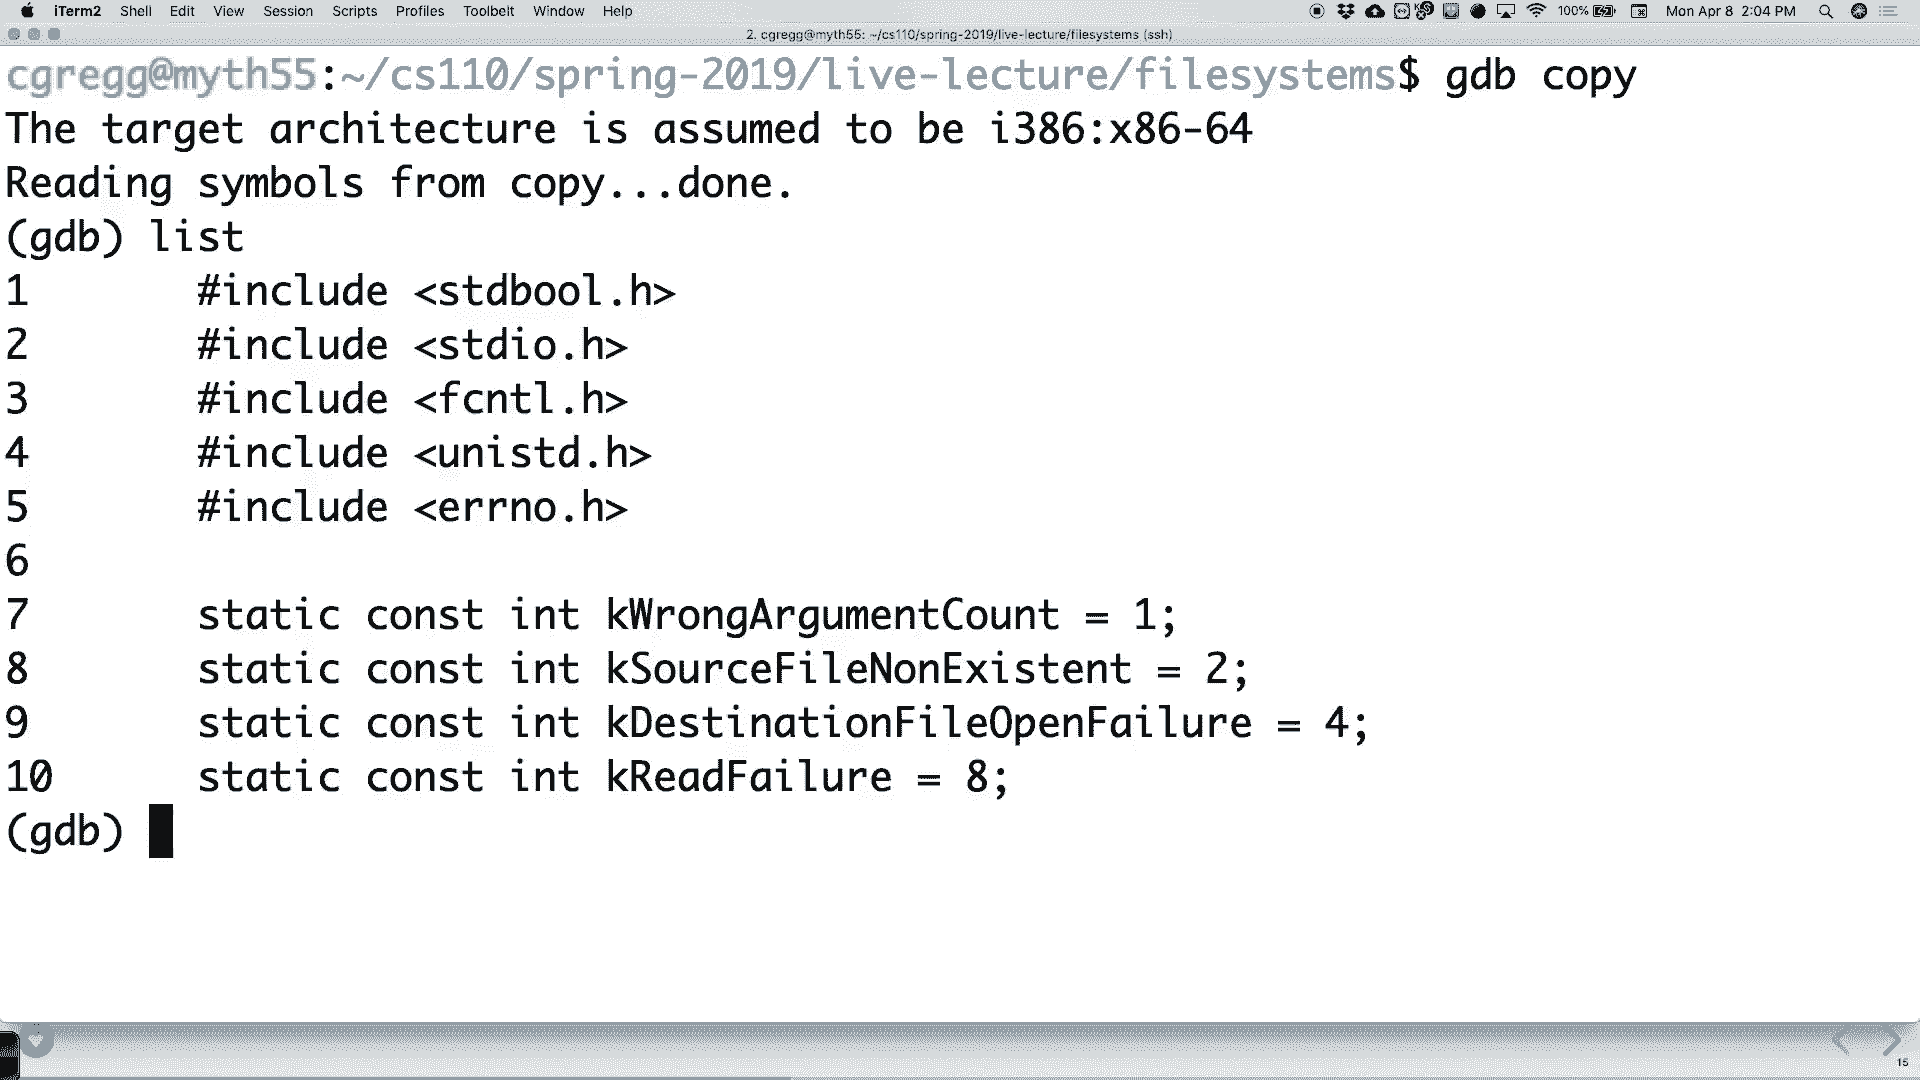 iTerm2 Shell Edit View Session Scripts Profiles Toolbelt Window Help 100% Mon Apr 8 2:04 PM
2. cgregg@myth55: ~/cs110/spring-2019/live-lecture/filesystems (ssh)
cgregg@myth55:~/cs110/spring-2019/live-lecture/filesystems$ gdb copy
The target architecture is assumed to be i386:x86-64
Reading symbols from copy...done.
(gdb) list
1 #include <stdbool.h>
2 #include <stdio.h>
3 #include <fcntl.h>
4 #include <unistd.h>
5 #include <errno.h>
6
7 static const int kWrongArgumentCount = 1;
8 static const int kSourceFileNonExistent = 2;
9 static const int kDestinationFileOpenFailure = 4;
10 static const int kReadFailure = 8;
(gdb)
15